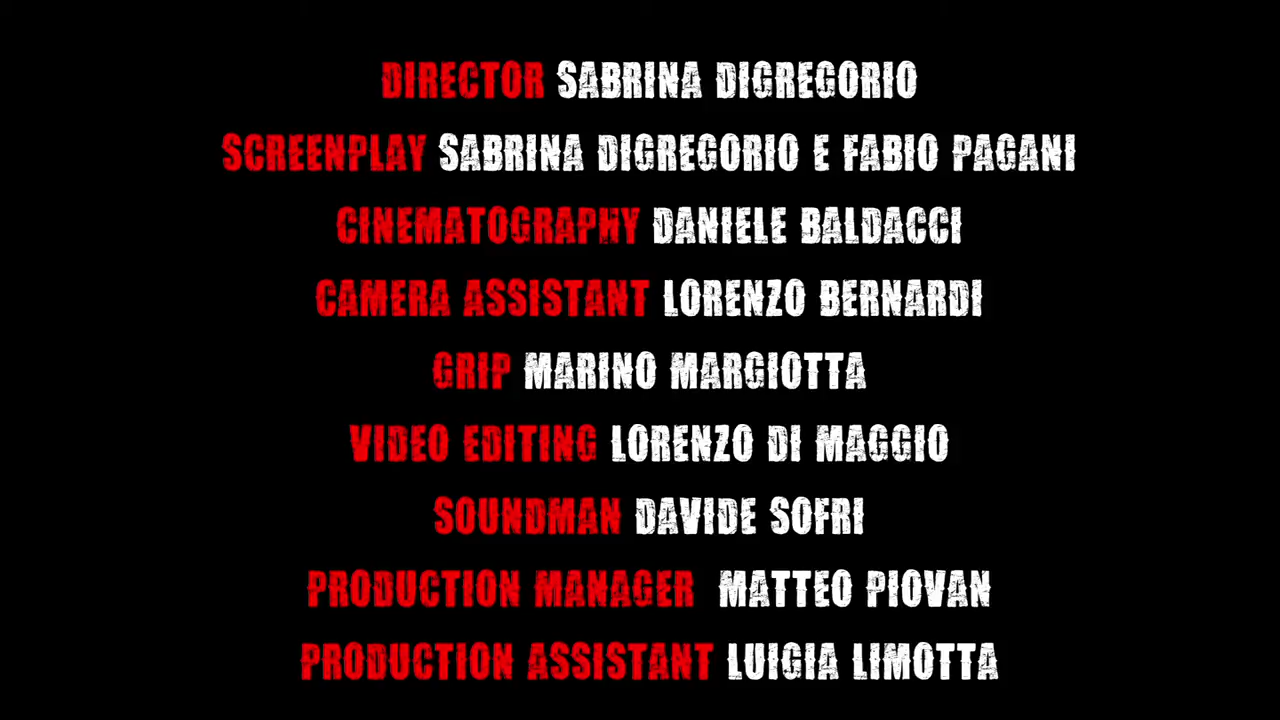 DIRECTOR SABRINA DIGREGORIO
SCREENPLAY SABRINA DIGREGORIO E FABIO PAGANI
CINEMATOGRAPHY DANIELE BALDACCI
CAMERA ASSISTANT LORENZO BERNARDI
GRIP MARINO MARGIOTTA
VIDEO EDITING LORENZO DI MAGGIO
SOUNDMAN DAVIDE SOFRI
PRODUCTION MANAGER MATTEO PIOVAN
PRODUCTION ASSISTANT LUIGIA LIMOTTA